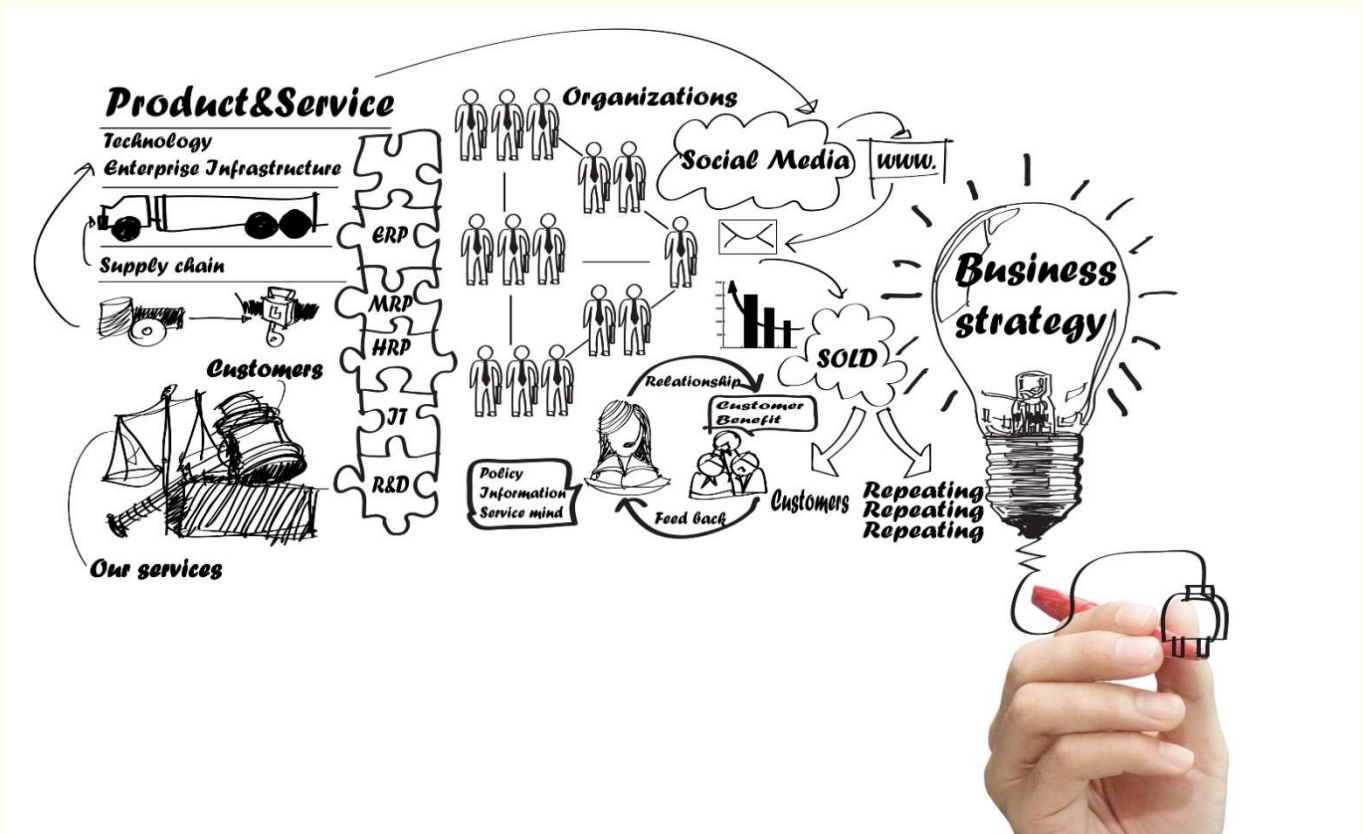 Product&Service
Technology
Enterprise Infrastructure
Supply chain
Customers
Our services
ERP
MRP
HRP
IT
R&D
Organizations
Social Media
WWW.
SOLD
Relationship
Customer
Benefit
Policy
Information
Service mind
Feed back
Customers
Repeating
Repeating
Repeating
Business
strategy